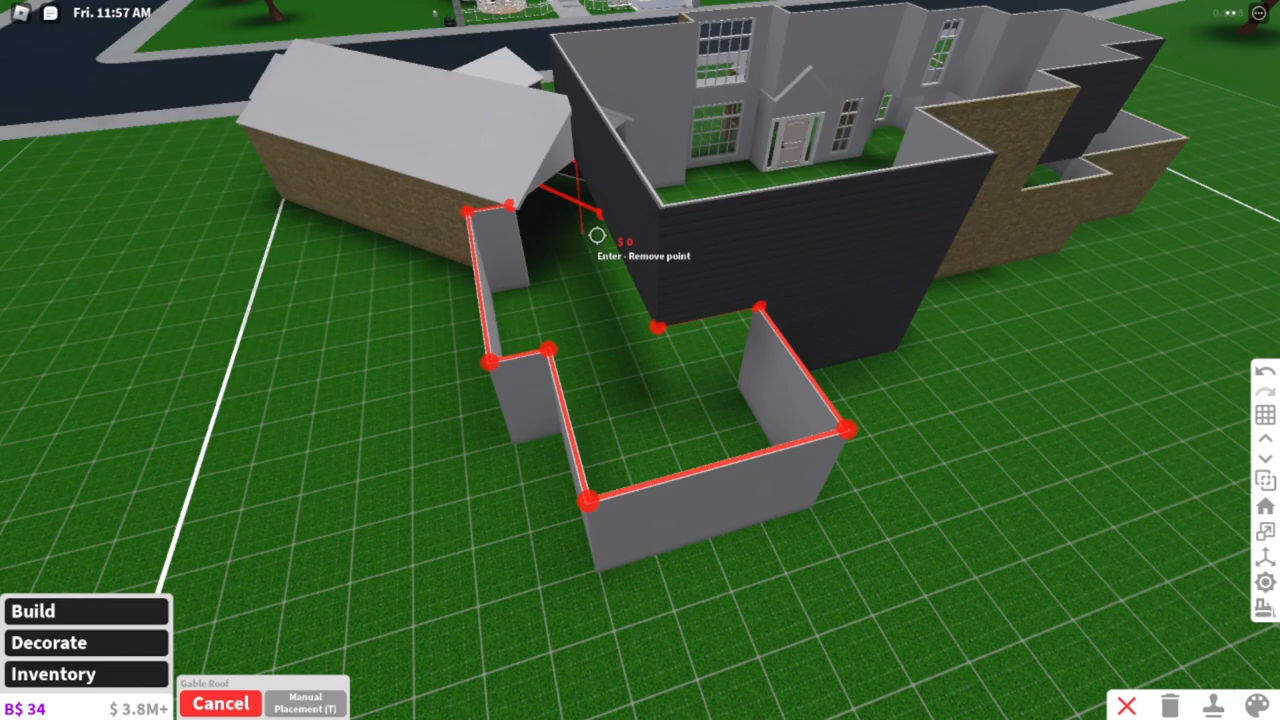 Fri. 11:57 AM
$ 0
Enter - Remove point
Build
Decorate
Inventory
Gable Roof
Cancel
Manual
Placement (T)
B$ 34
$ 3.8M+